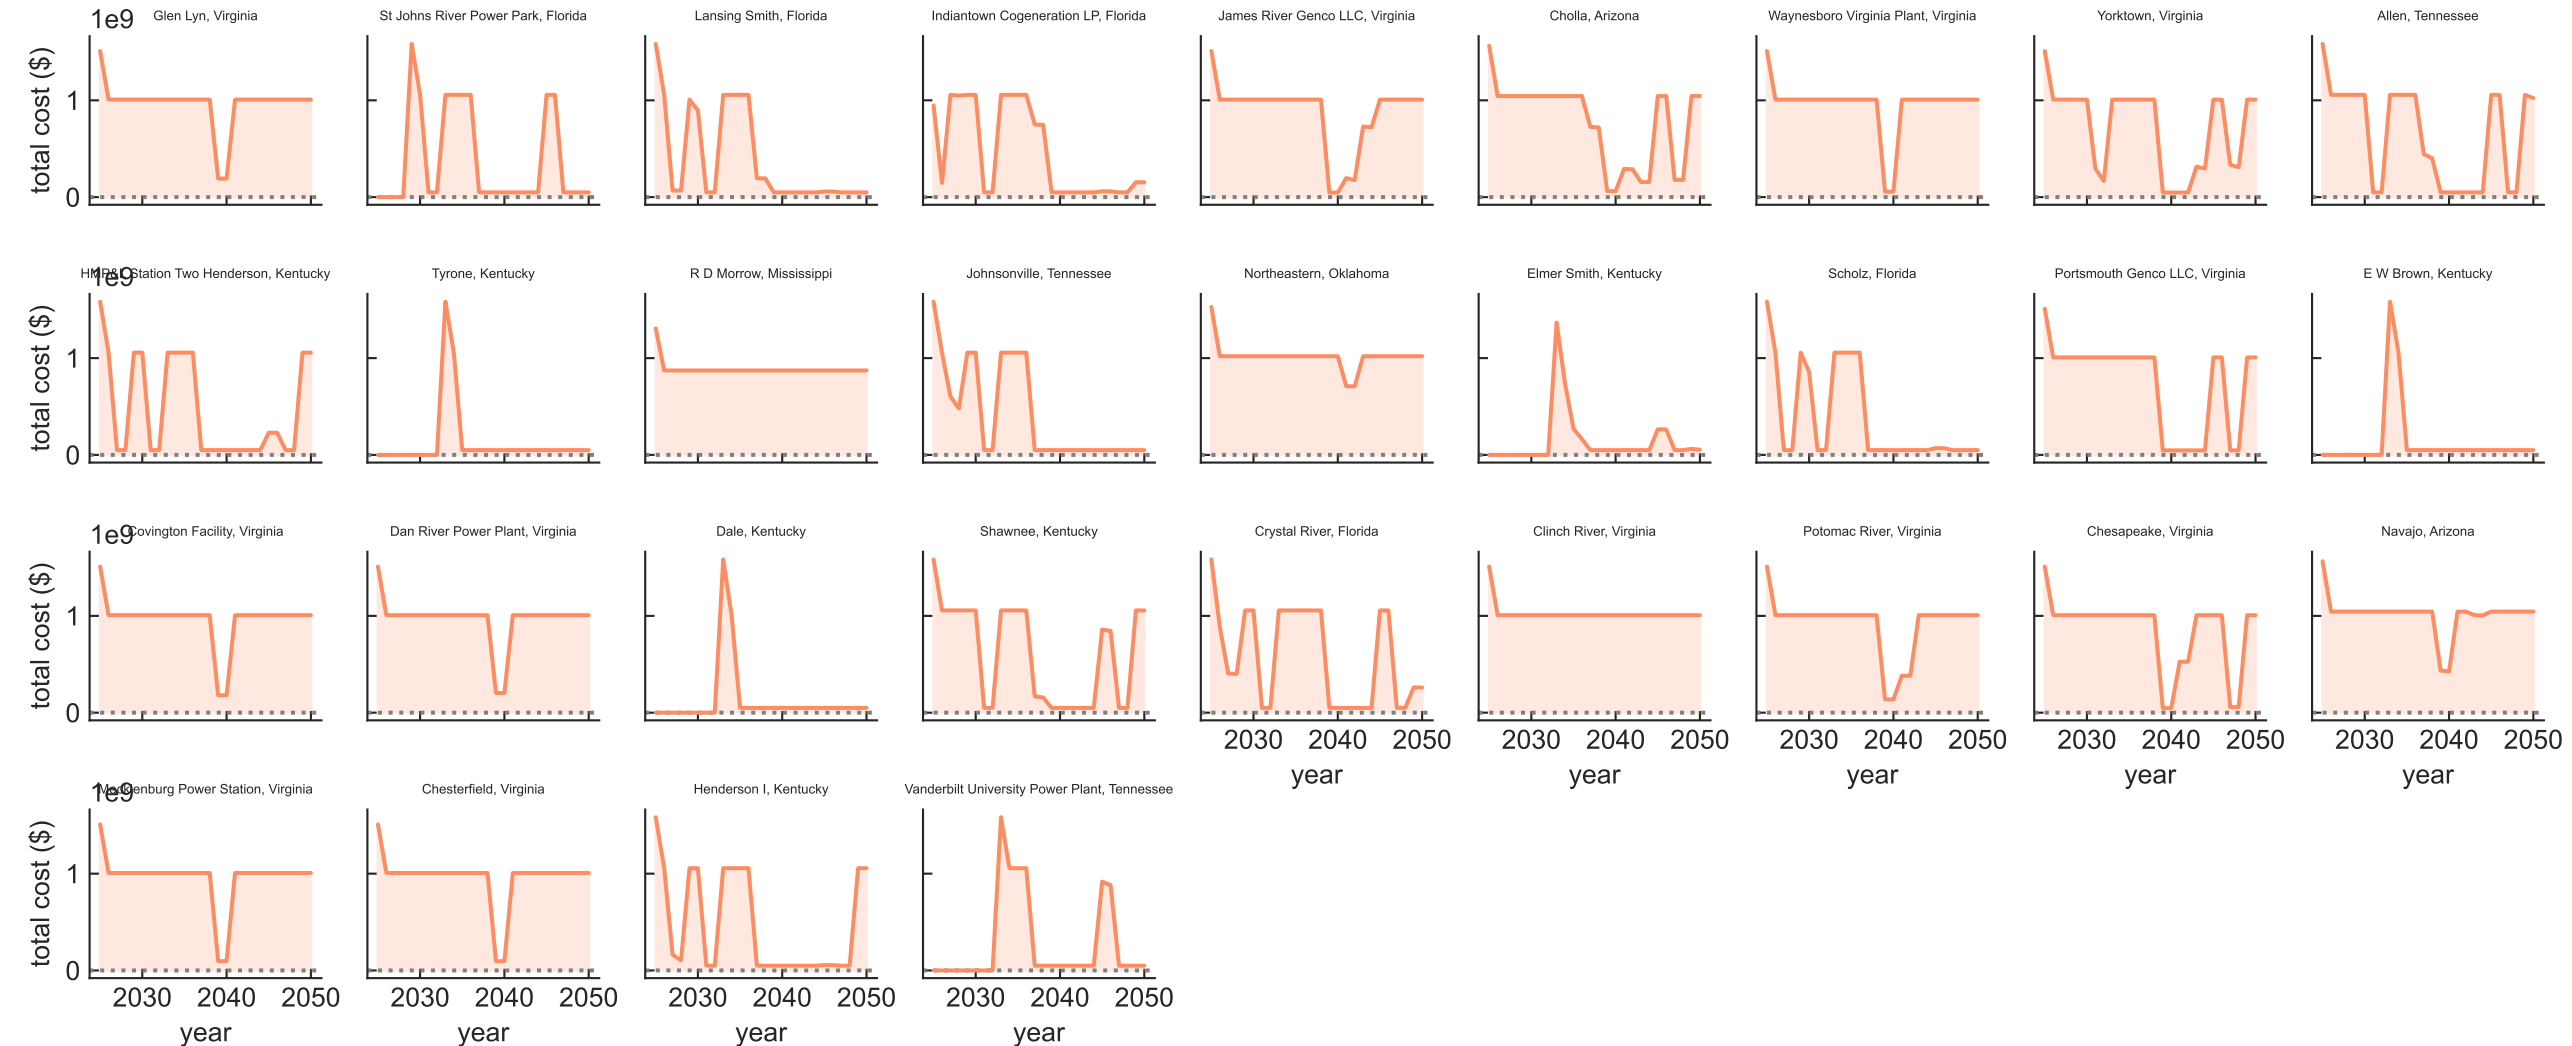 1e9
Glen Lyn, Virginia
St Johns River Power Park, Florida
Lansing Smith, Florida
Indiantown Cogeneration LP, Florida
James River Genco LLC, Virginia
Cholla, Arizona
Waynesboro Virginia Plant, Virginia
Yorktown, Virginia
Allen, Tennessee
total cost ($)
1
0
1e9
HMP&L Station Two Henderson, Kentucky
Tyrone, Kentucky
R D Morrow, Mississippi
Johnsonville, Tennessee
Northeastern, Oklahoma
Elmer Smith, Kentucky
Scholz, Florida
Portsmouth Genco LLC, Virginia
E W Brown, Kentucky
total cost ($)
1
0
1e9
Covington Facility, Virginia
Dan River Power Plant, Virginia
Dale, Kentucky
Shawnee, Kentucky
Crystal River, Florida
Clinch River, Virginia
Potomac River, Virginia
Chesapeake, Virginia
Navajo, Arizona
total cost ($)
1
0
2030 2040 2050
year
2030 2040 2050
year
2030 2040 2050
year
2030 2040 2050
year
2030 2040 2050
year
1e9
Mecklenburg Power Station, Virginia
Chesterfield, Virginia
Henderson I, Kentucky
Vanderbilt University Power Plant, Tennessee
total cost ($)
1
0
2030 2040 2050
year
2030 2040 2050
year
2030 2040 2050
year
2030 2040 2050
year